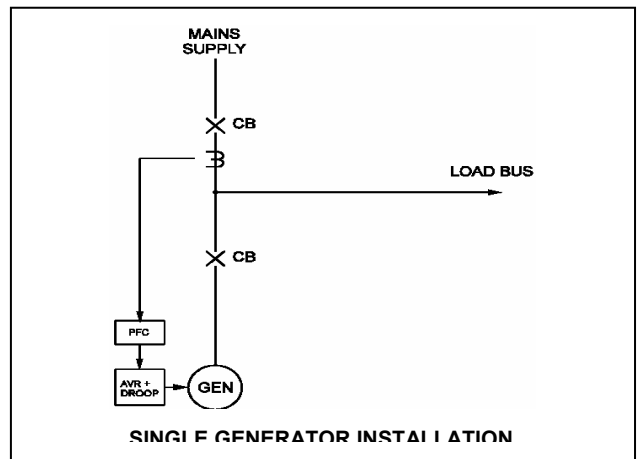 MAINS
SUPPLY
CB
LOAD BUS
CB
PFC
AVR +
DROOP
GEN
SINGLE GENERATOR INSTALLATION